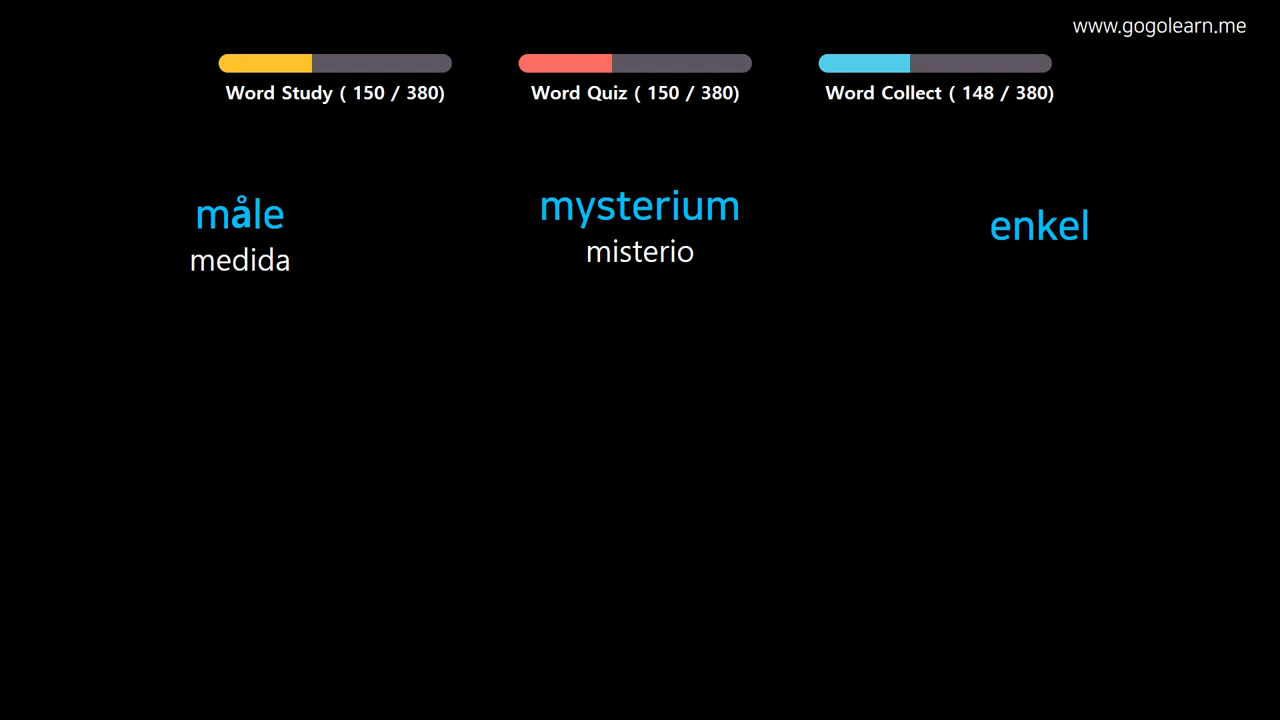 www.gogolearn.me
Word Study ( 150 / 380)
Word Quiz ( 150 / 380)
Word Collect ( 148 / 380)
måle
medida
mysterium
misterio
enkel